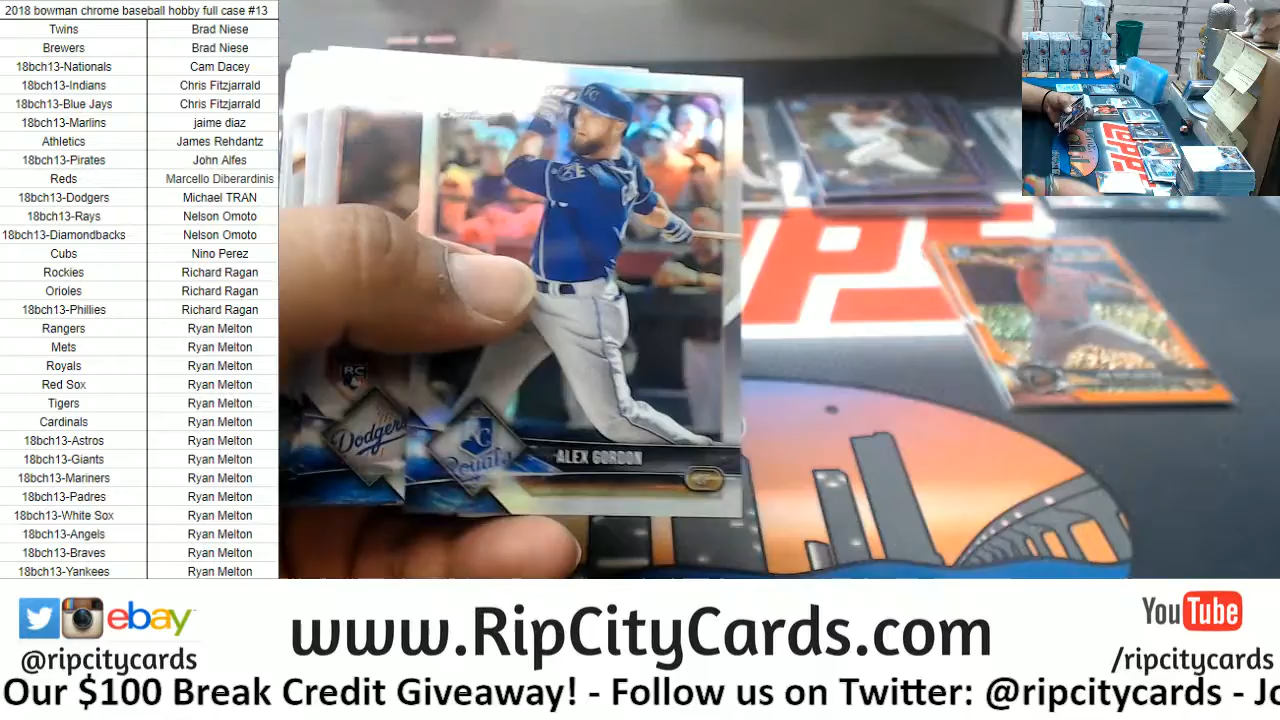 2018 bowman chrome baseball hobby full case #13
Twins Brad Niese
Brewers Brad Niese
18bch13-Nationals Cam Dacey
18bch13-Indians Chris Fitzjarrald
18bch13-Blue Jays Chris Fitzjarrald
18bch13-Marlins jaime diaz
Athletics James Rehdantz
18bch13-Pirates John Alfes
Reds Marcello Diberardinis
18bch13-Dodgers Michael TRAN
18bch13-Rays Nelson Omoto
18bch13-Diamondbacks Nelson Omoto
Cubs Nino Perez
Rockies Richard Ragan
Orioles Richard Ragan
18bch13-Phillies Richard Ragan
Rangers Ryan Melton
Mets Ryan Melton
Royals Ryan Melton
Red Sox Ryan Melton
Tigers Ryan Melton
Cardinals Ryan Melton
18bch13-Astros Ryan Melton
18bch13-Giants Ryan Melton
18bch13-Mariners Ryan Melton
18bch13-Padres Ryan Melton
18bch13-White Sox Ryan Melton
18bch13-Angels Ryan Melton
18bch13-Braves Ryan Melton
18bch13-Yankees Ryan Melton
KC
RC
Dodgers
Royals
ALEX GORDON
ebay
@ripcitycards
www.RipCityCards.com
YouTube
/ripcitycards
Our $100 Break Credit Giveaway! - Follow us on Twitter: @ripcitycards - Jo